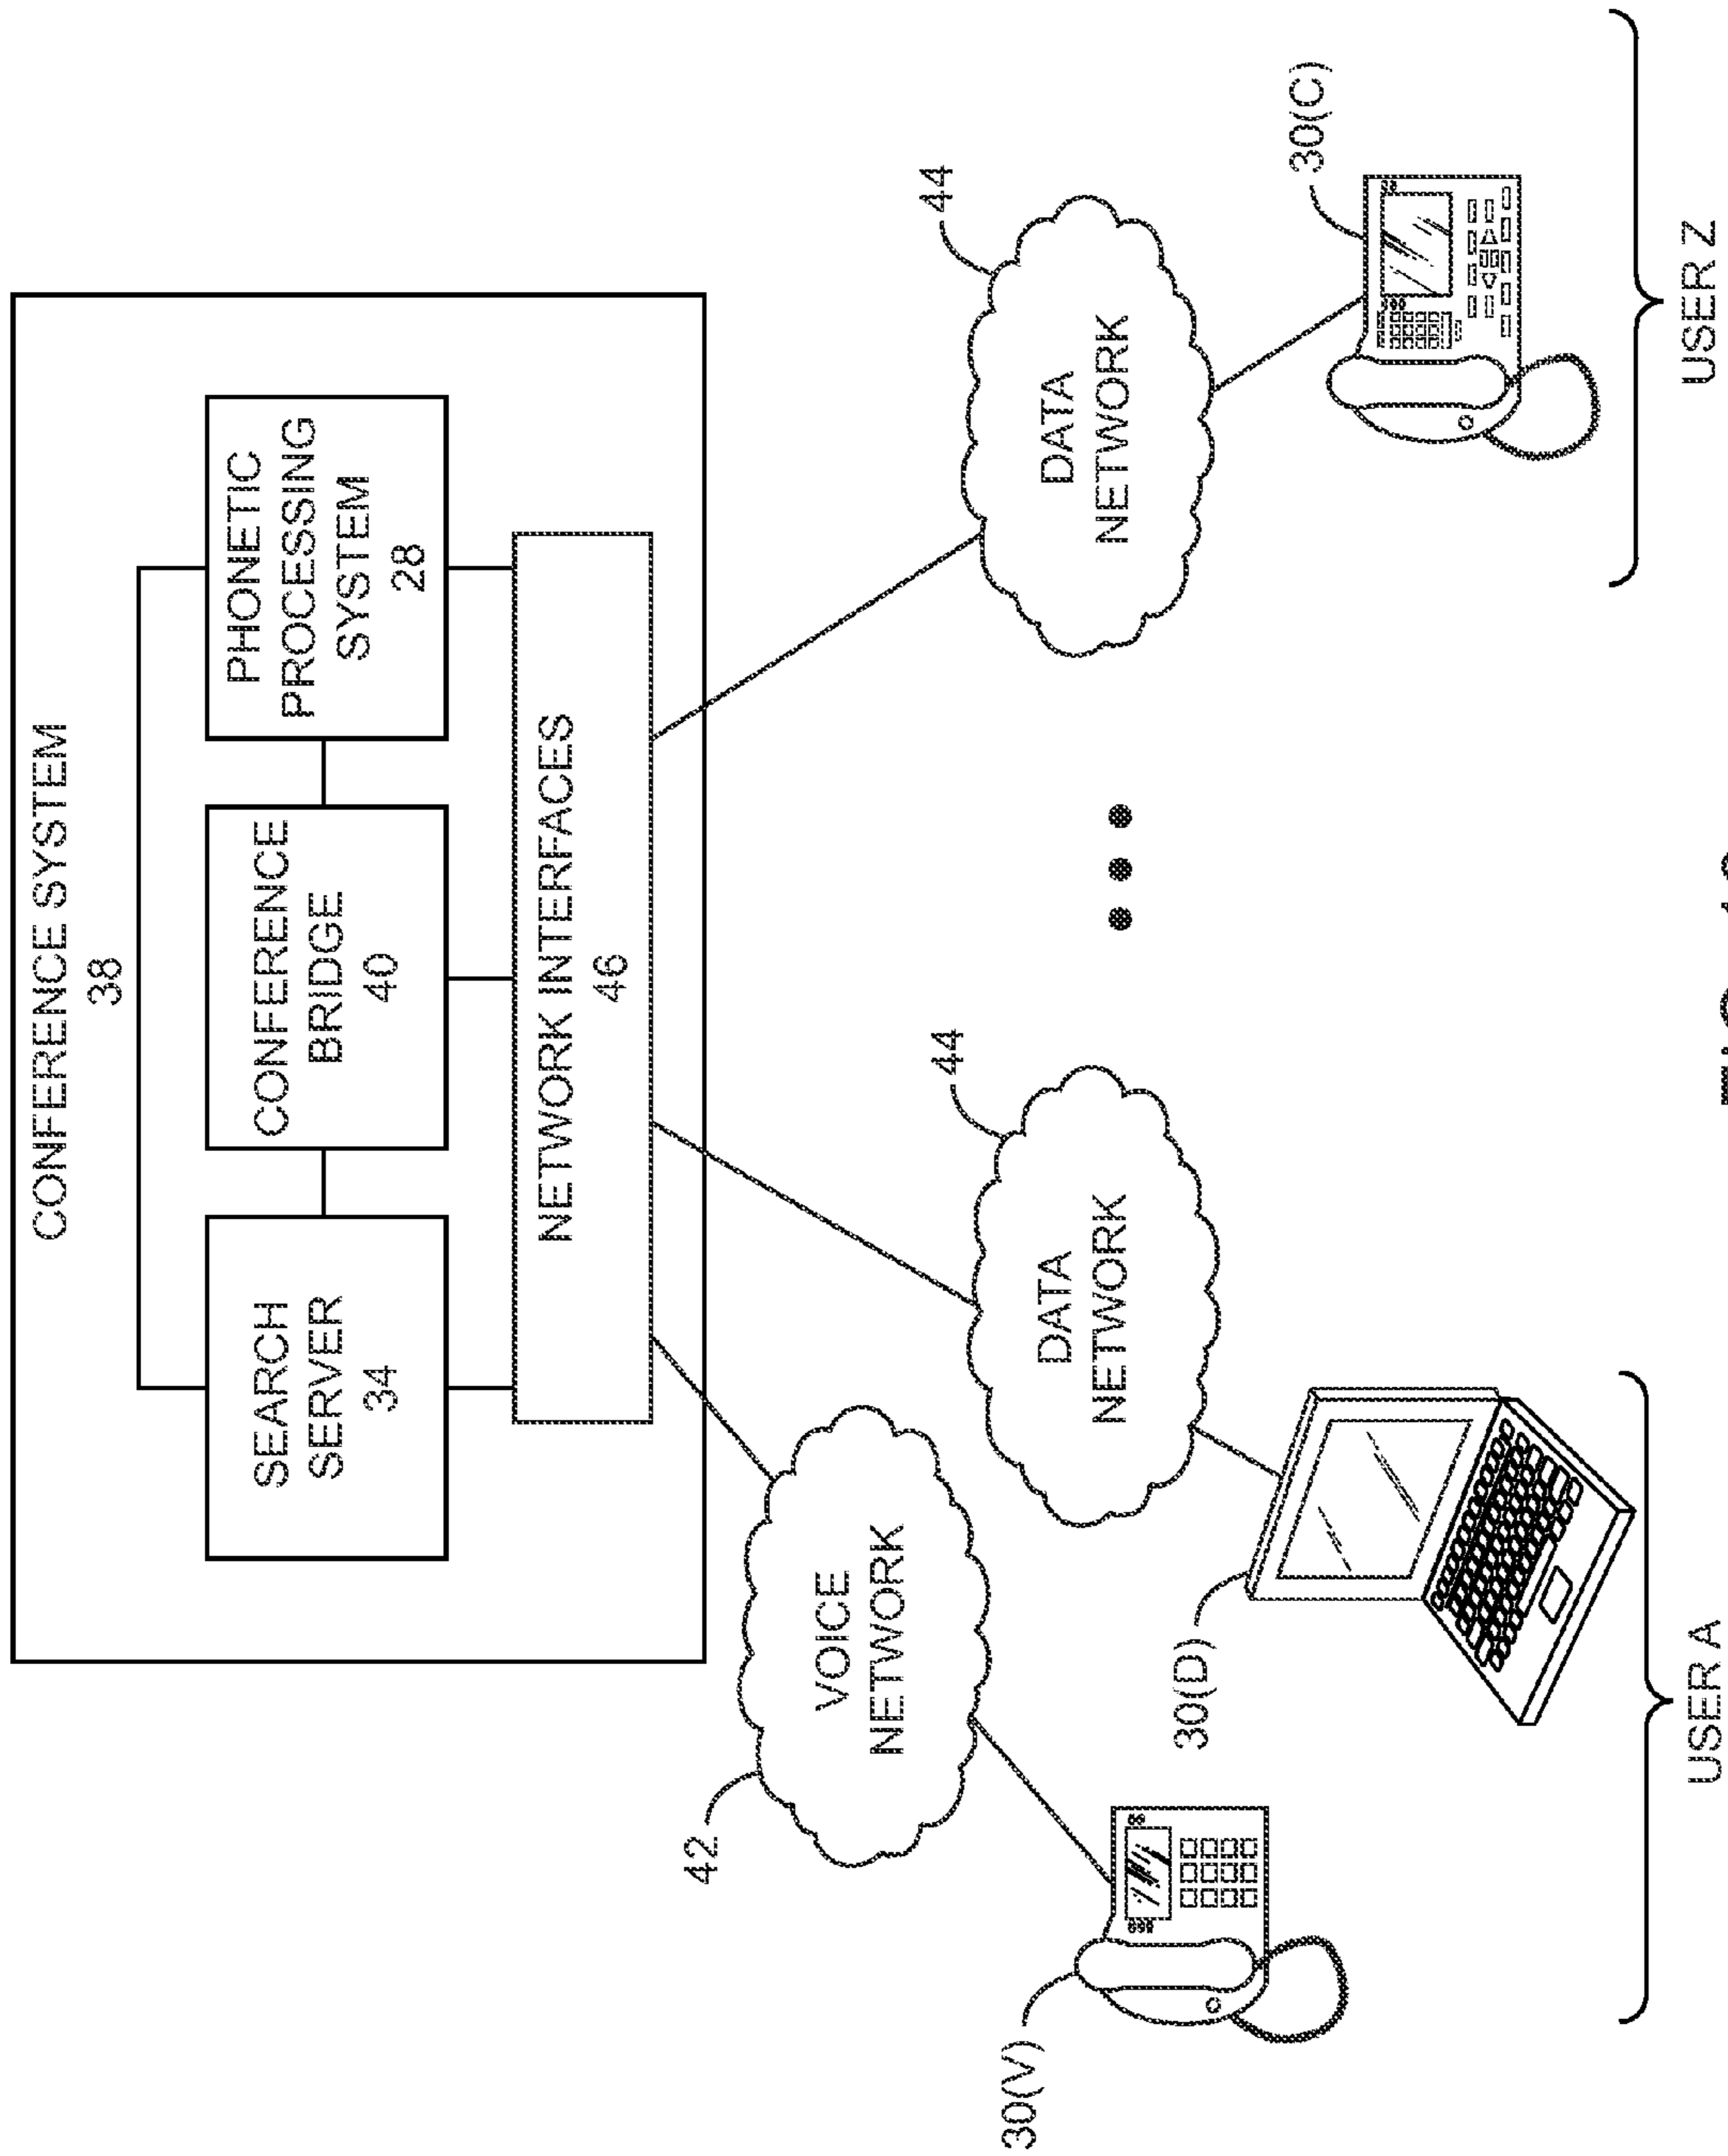 CONFERENCE SYSTEM
38
SEARCH
SERVER
34
CONFERENCE
BRIDGE
40
PHONETIC
PROCESSING
SYSTEM
28
NETWORK INTERFACES
46
42
VOICE
NETWORK
44
DATA
NETWORK
44
DATA
NETWORK
30(V)
30(D)
30(C)
USER A
USER Z